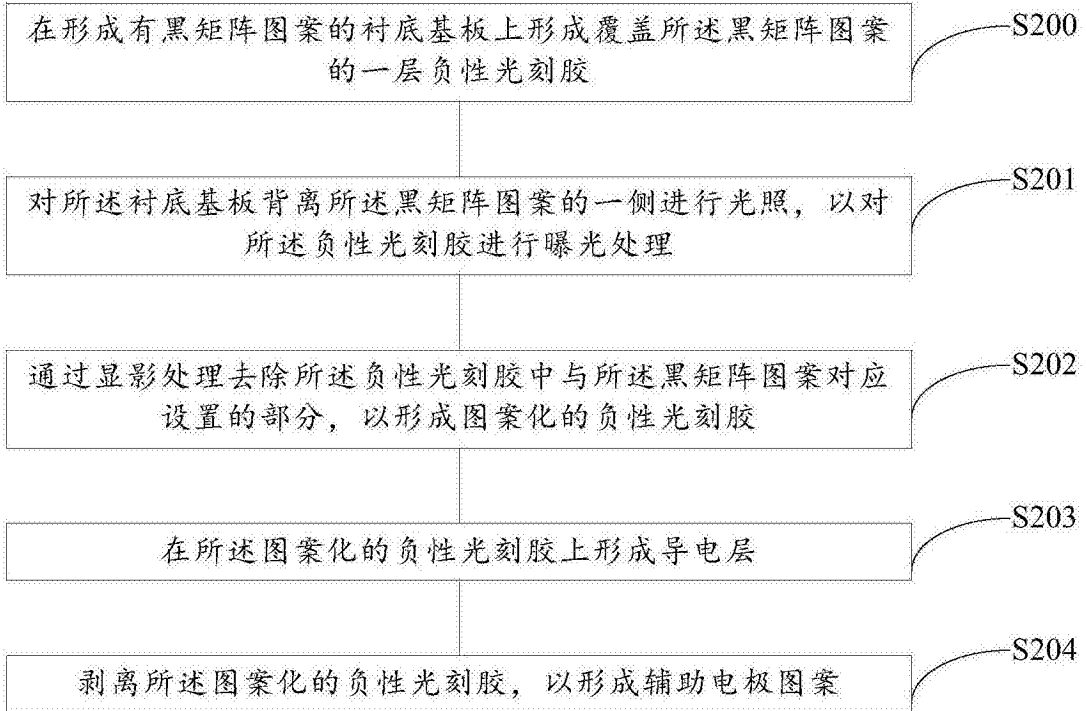 在形成有黑矩阵图案的衬底基板上形成覆盖所述黑矩阵图案
的一层负性光刻胶
S200
对所述衬底基板背离所述黑矩阵图案的一侧进行光照，以对
所述负性光刻胶进行曝光处理
S201
通过显影处理去除所述负性光刻胶中与所述黑矩阵图案对应
设置的部分，以形成图案化的负性光刻胶
S202
在所述图案化的负性光刻胶上形成导电层
S203
剥离所述图案化的负性光刻胶，以形成辅助电极图案
S204